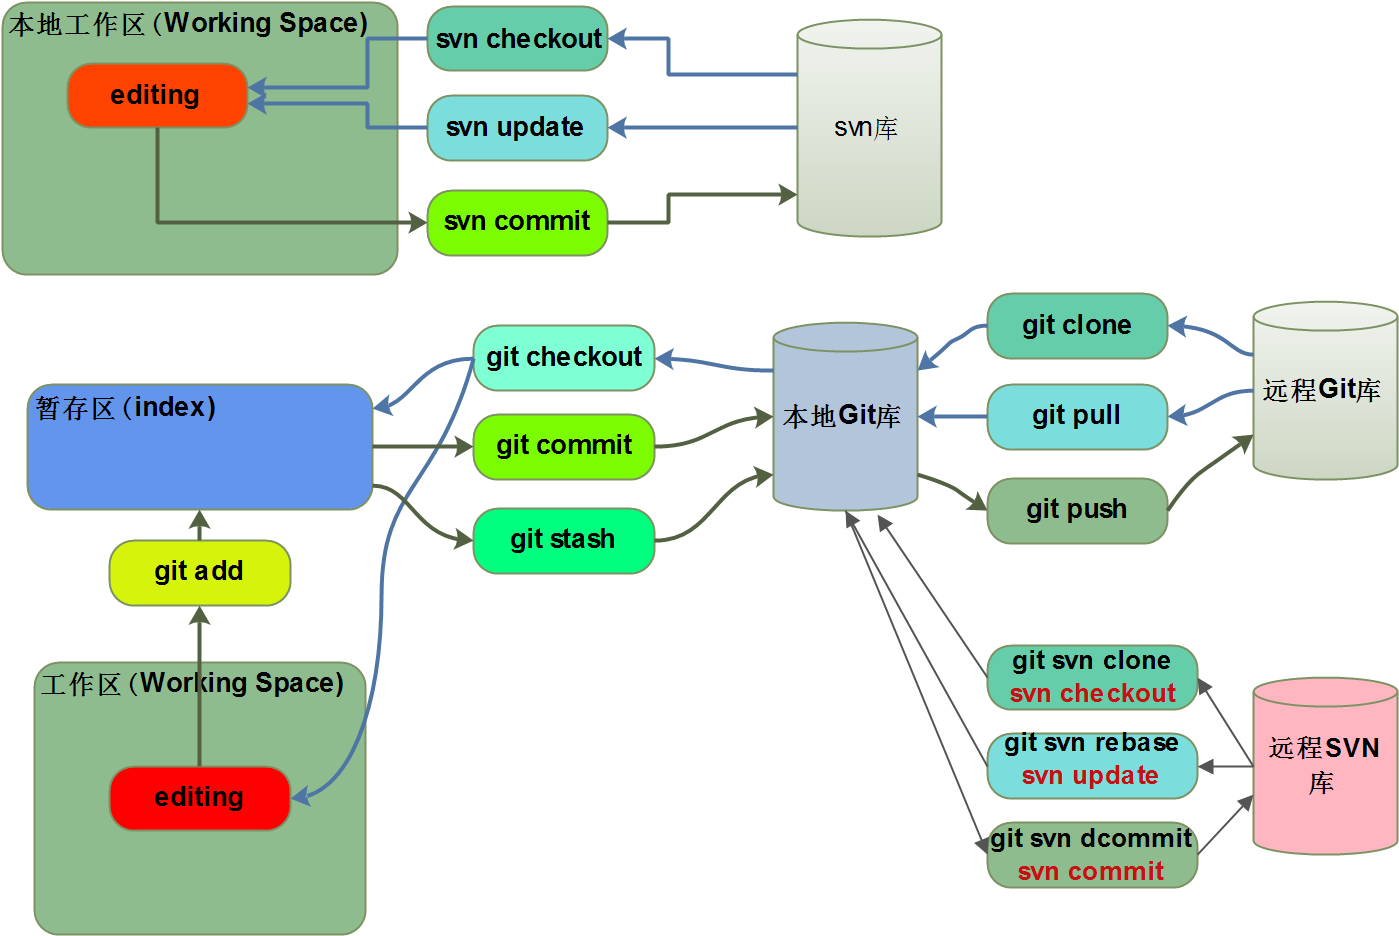 本地工作区(Working Space)
svn checkout
editing
svn update
svn库
svn commit
git clone
git checkout
远程Git库
暂存区(index)
本地Git库
git pull
git commit
git push
git stash
git add
git svn clone
svn checkout
工作区(Working Space)
git svn rebase
svn update
远程SVN
库
editing
git svn dcommit
svn commit